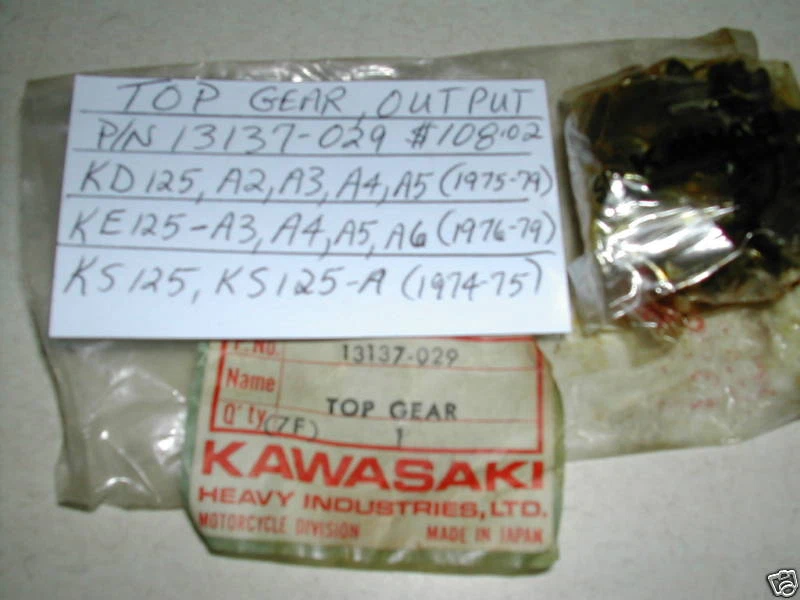 TOP GEAR, OUTPUT
P/N 13137-029 $108.02
KD125, A2, A3, A4, A5 (1975-79)
KE125-A3, A4, A5, A6 (1976-79)
KS125, KS125-A (1974-75)
P. No. 13137-029
Name TOP GEAR
Q'ty (7F) 1
KAWASAKI
HEAVY INDUSTRIES, LTD.
MOTORCYCLE DIVISION MADE IN JAPAN